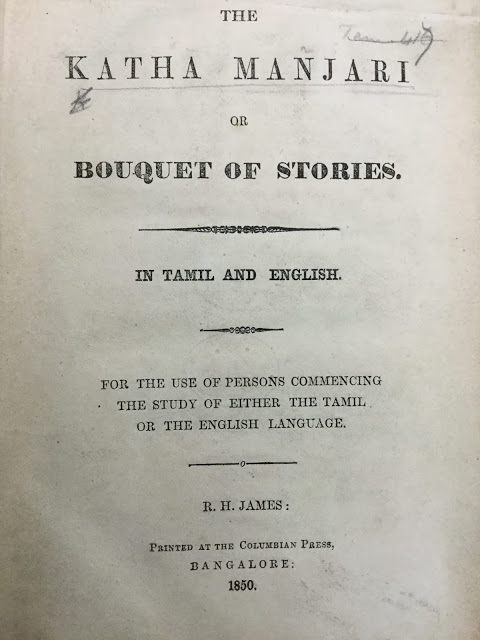 THE
KATHA MANJARI
OR
BOUQUET OF STORIES.
IN TAMIL AND ENGLISH.
FOR THE USE OF PERSONS COMMENCING
THE STUDY OF EITHER THE TAMIL
OR THE ENGLISH LANGUAGE.
R. H. JAMES:
PRINTED AT THE COLUMBIAN PRESS,
BANGALORE:
1850.